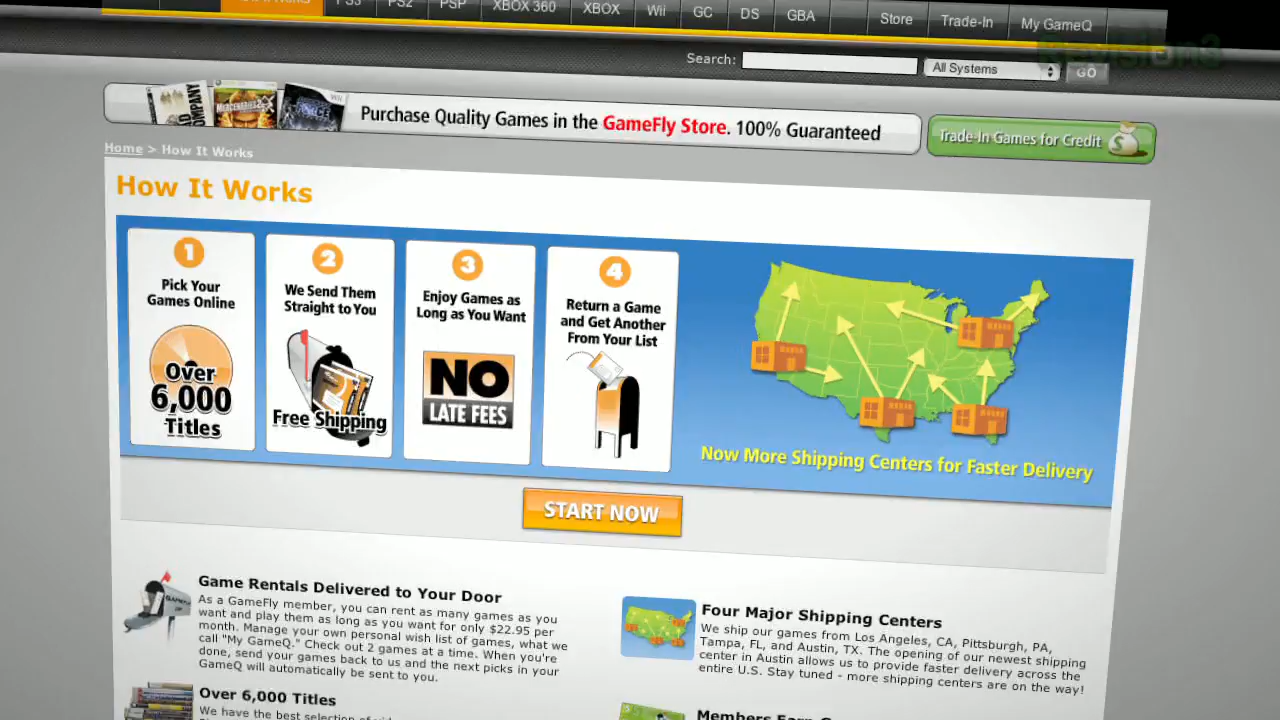 PS3 PS2 PSP XBOX 360 XBOX Wii GC DS GBA Store Trade-In My GameQ
Revision3
Search: All Systems GO
Purchase Quality Games in the GameFly Store. 100% Guaranteed
Trade-In Games for Credit
Home > How It Works
How It Works
1
Pick Your
Games Online
Over
6,000
Titles
2
We Send Them
Straight to You
Free Shipping
3
Enjoy Games as
Long as You Want
NO
LATE FEES
4
Return a Game
and Get Another
From Your List
Now More Shipping Centers for Faster Delivery
START NOW
Game Rentals Delivered to Your Door
As a GameFly member, you can rent as many games as you
want and play them as long as you want for only $22.95 per
month. Manage your own personal wish list of games, what we
call "My GameQ." Check out 2 games at a time. When you're
done, send your games back to us and the next picks in your
GameQ will automatically be sent to you.
Four Major Shipping Centers
We ship our games from Los Angeles, CA, Pittsburgh, PA,
Tampa, FL, and Austin, TX. The opening of our newest shipping
center in Austin allows us to provide faster delivery across the
entire U.S. Stay tuned - more shipping centers are on the way!
Over 6,000 Titles
We have the best selection of
Members Earn